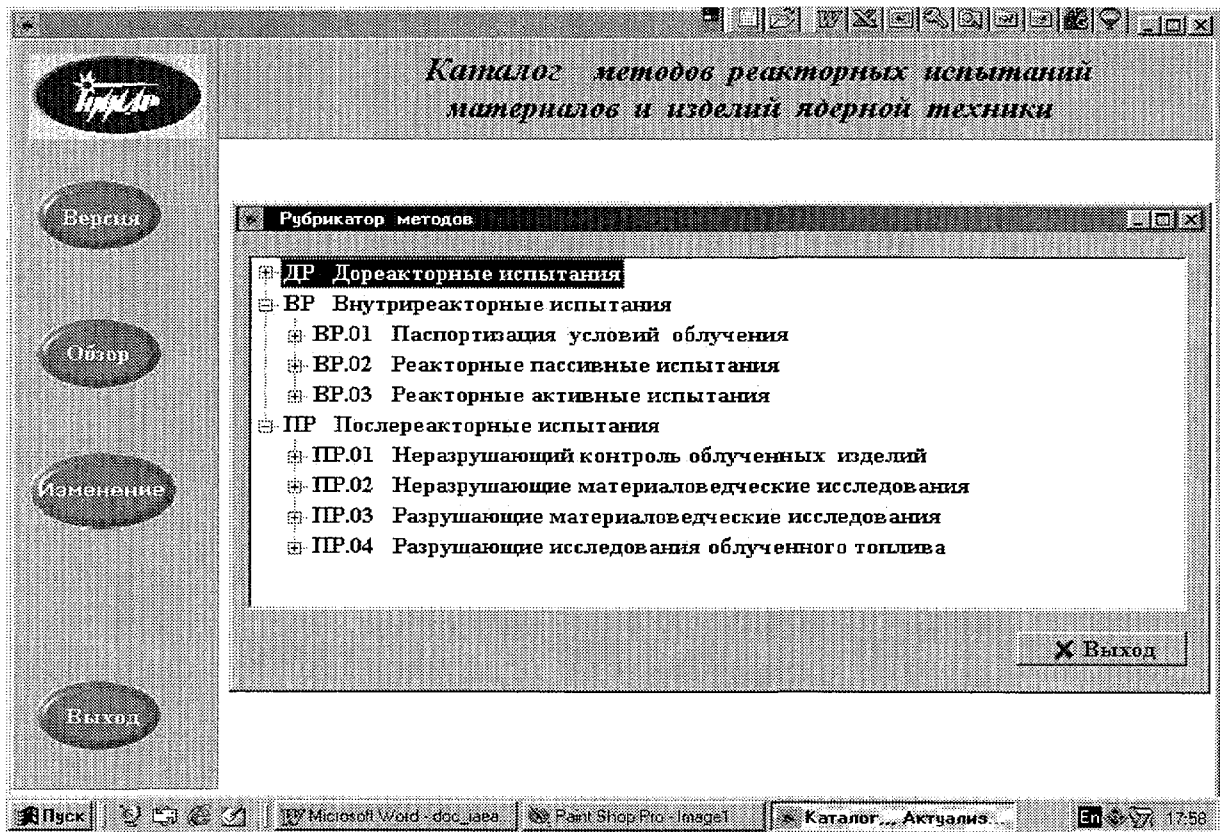 Каталог методов реакторных испытаний
материалов и изделий ядерной техники
Версия
Обзор
Изменение
Выход
Рубрикатор методов
ДР Дореакторные испытания
ВР Внутриреакторные испытания
ВР.01 Паспортизация условий облучения
ВР.02 Реакторные пассивные испытания
ВР.03 Реакторные активные испытания
ПР Послереакторные испытания
ПР.01 Неразрушающий контроль облученных изделий
ПР.02 Неразрушающие материаловедческие исследования
ПР.03 Разрушающие материаловедческие исследования
ПР.04 Разрушающие исследования облученного топлива
Выход
Пуск
Microsoft Word - doc_iaea
Paint Shop Pro - Image1
Каталог... Актуализ...
En
17:58